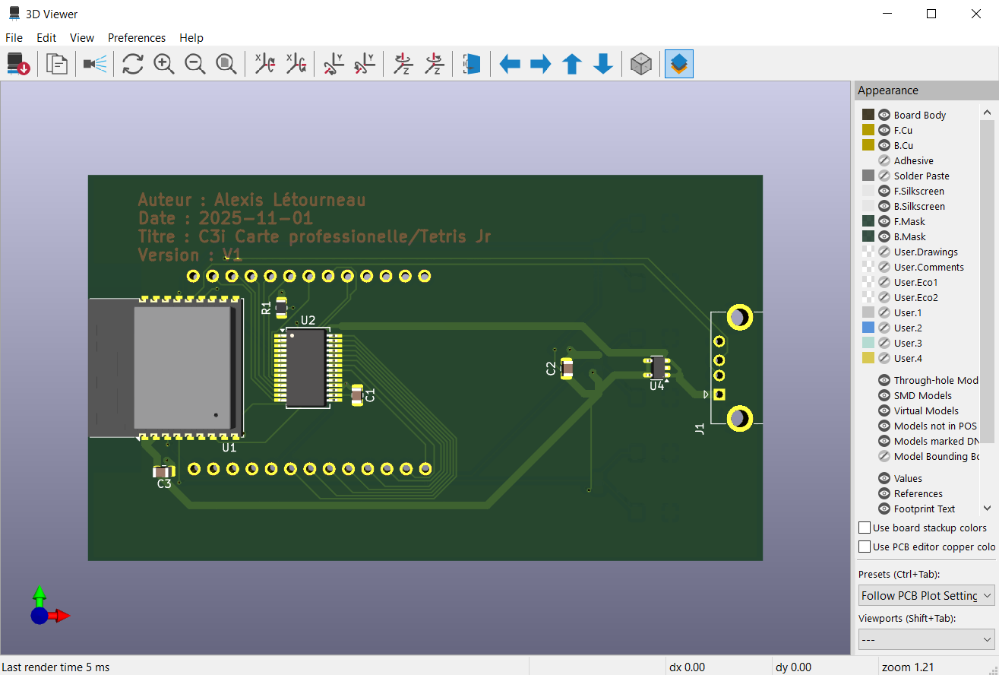 3D Viewer
File Edit View Preferences Help
X X Y Y Z Z
Appearance
Board Body
F.Cu
B.Cu
Adhesive
Solder Paste
F.Silkscreen
B.Silkscreen
F.Mask
B.Mask
User.Drawings
User.Comments
User.Eco1
User.Eco2
User.1
User.2
User.3
User.4
Through-hole Mod
SMD Models
Virtual Models
Models not in POS
Models marked DN
Model Bounding Bo
Values
References
Footprint Text
Use board stackup colors
Use PCB editor copper colo
Presets (Ctrl+Tab):
Follow PCB Plot Setting
Viewports (Shift+Tab):
---
Auteur : Alexis Létourneau
Date : 2025-11-01
Titre : C3i Carte professionelle/Tetris Jr
Version : V1
R1
U2
C2
U4
C1
J1
U1
C3
Last render time 5 ms
dx 0.00
dy 0.00
zoom 1.21